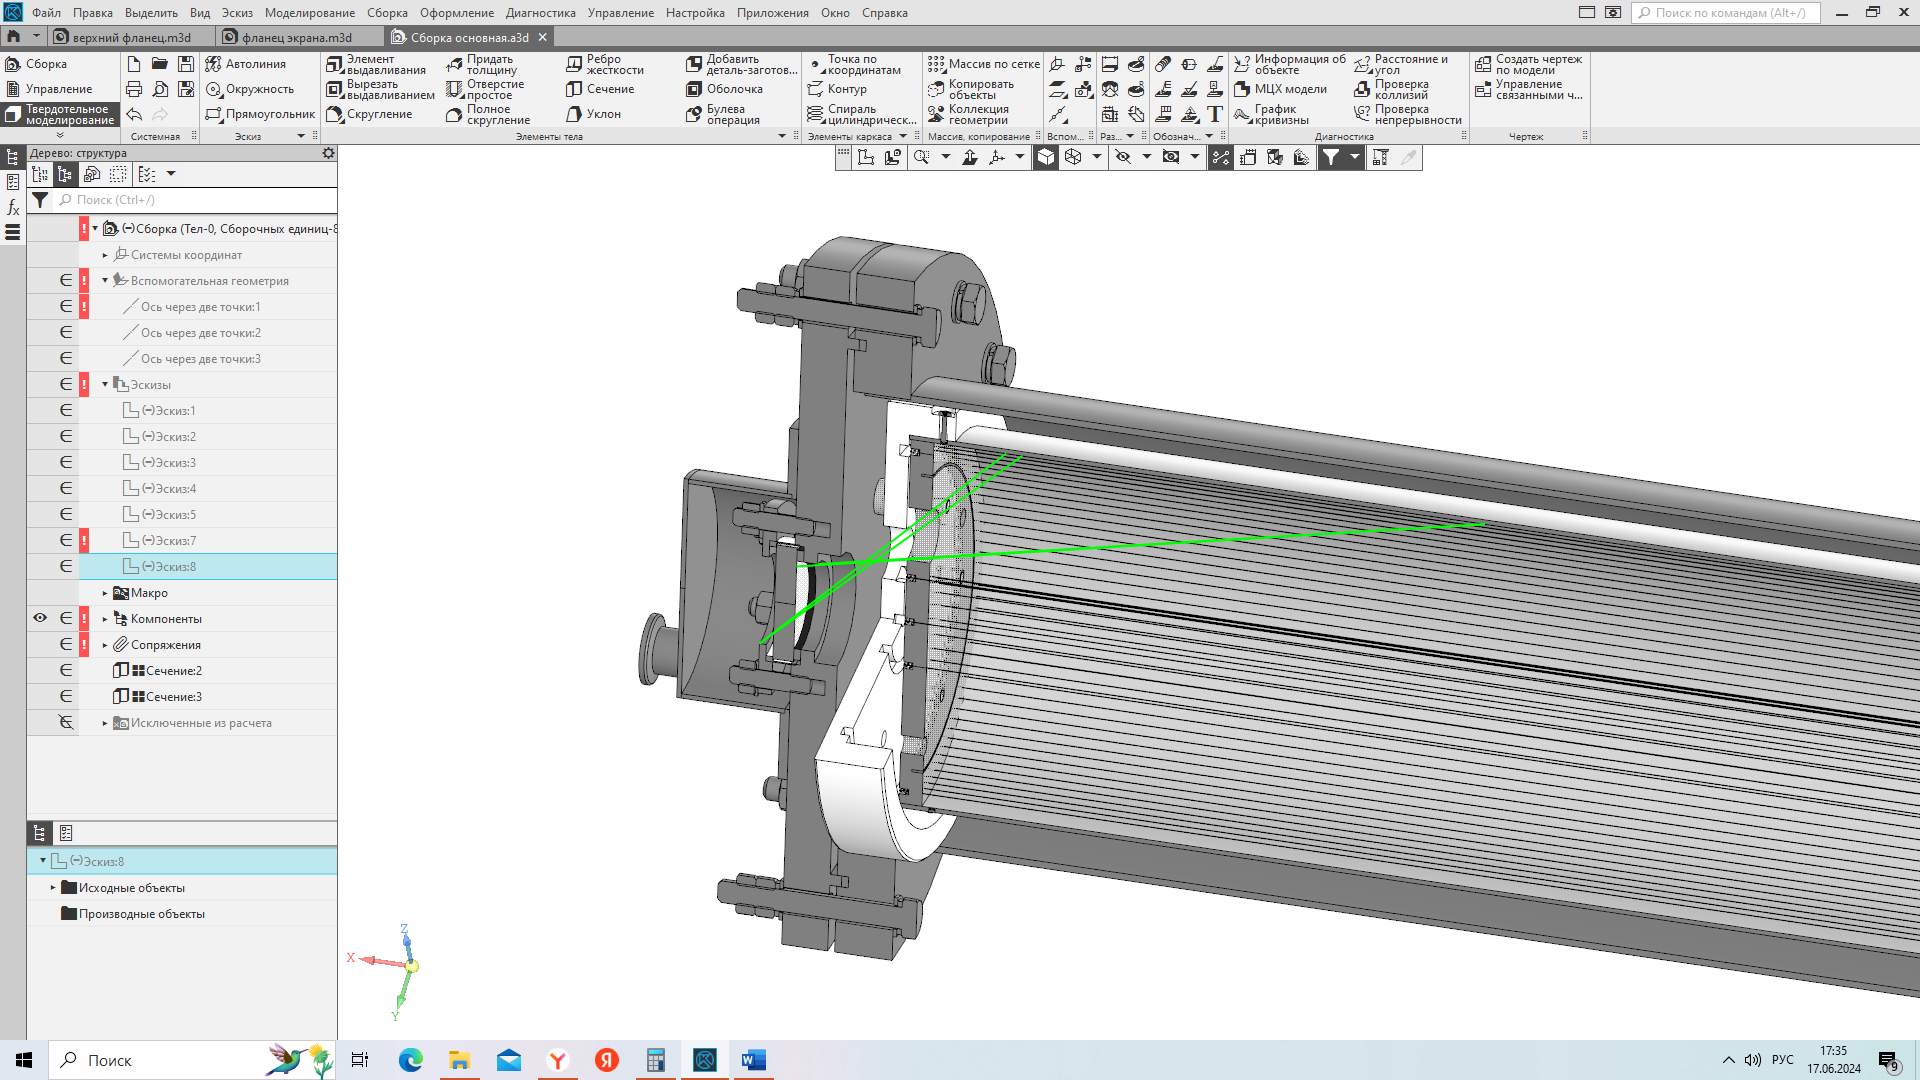 Файл Правка Выделить Вид Эскиз Моделирование Сборка Оформление Диагностика Управление Настройка Приложения Окно Справка
Поиск по командам (Alt+/)
верхний фланец.m3d
фланец экрана.m3d
Сборка основная.a3d
Сборка
Управление
Твердотельное
моделирование
Системная
Автолиния
Окружность
Прямоугольник
Эскиз
Элемент
выдавливания
Вырезать
выдавливанием
Скругление
Придать
толщину
Отверстие
простое
Полное
скругление
Ребро
жесткости
Сечение
Уклон
Добавить
деталь-заготов...
Оболочка
Булева
операция
Элементы тела
Точка по
координатам
Контур
Спираль
цилиндрическ...
Элементы каркаса
Массив по сетке
Копировать
объекты
Коллекция
геометрии
Массив, копирование
Вспом...
Раз...
Обознач...
Информация об
объекте
МЦХ модели
График
кривизны
Расстояние и
угол
Проверка
коллизий
Проверка
непрерывности
Диагностика
Создать чертеж
по модели
Управление
связанными ч...
Чертеж
Дерево: структура
Поиск (Ctrl+/)
(-)Сборка (Тел-0, Сборочных единиц-8
Системы координат
Вспомогательная геометрия
Ось через две точки:1
Ось через две точки:2
Ось через две точки:3
Эскизы
(-)Эскиз:1
(-)Эскиз:2
(-)Эскиз:3
(-)Эскиз:4
(-)Эскиз:5
(-)Эскиз:7
(-)Эскиз:8
Макро
Компоненты
Сопряжения
Сечение:2
Сечение:3
Исключенные из расчета
(-)Эскиз:8
Исходные объекты
Производные объекты
Z
X
Y
Поиск
РУС
17:35
17.06.2024
9